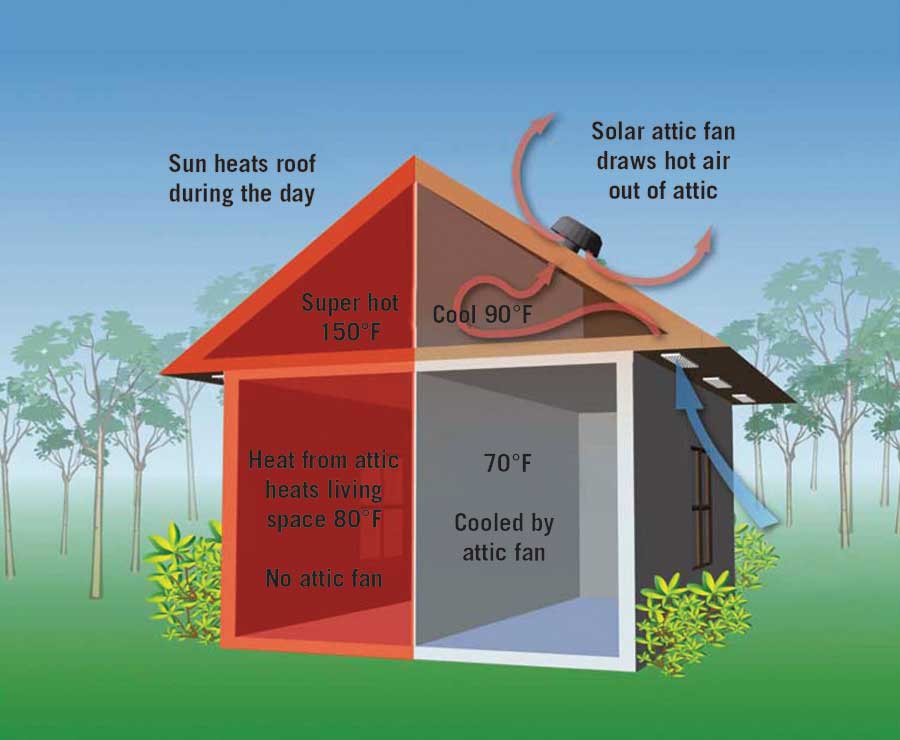 Sun heats roof
during the day
Solar attic fan
draws hot air
out of attic
Super hot
150°F
Cool 90°F
Heat from attic
heats living
space 80°F
No attic fan
70°F
Cooled by
attic fan